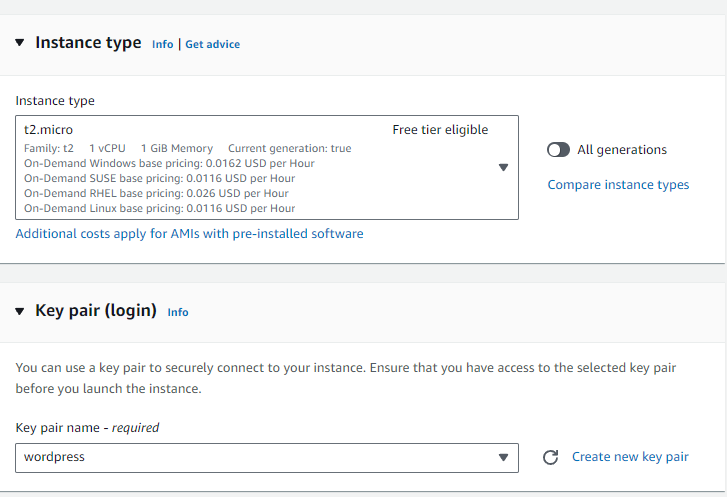 Instance type Info | Get advice
Instance type
t2.micro Free tier eligible
Family: t2 1 vCPU 1 GiB Memory Current generation: true
On-Demand Windows base pricing: 0.0162 USD per Hour
On-Demand SUSE base pricing: 0.0116 USD per Hour
On-Demand RHEL base pricing: 0.026 USD per Hour
On-Demand Linux base pricing: 0.0116 USD per Hour
All generations
Compare instance types
Additional costs apply for AMIs with pre-installed software
Key pair (login) Info
You can use a key pair to securely connect to your instance. Ensure that you have access to the selected key pair
before you launch the instance.
Key pair name - required
wordpress
Create new key pair